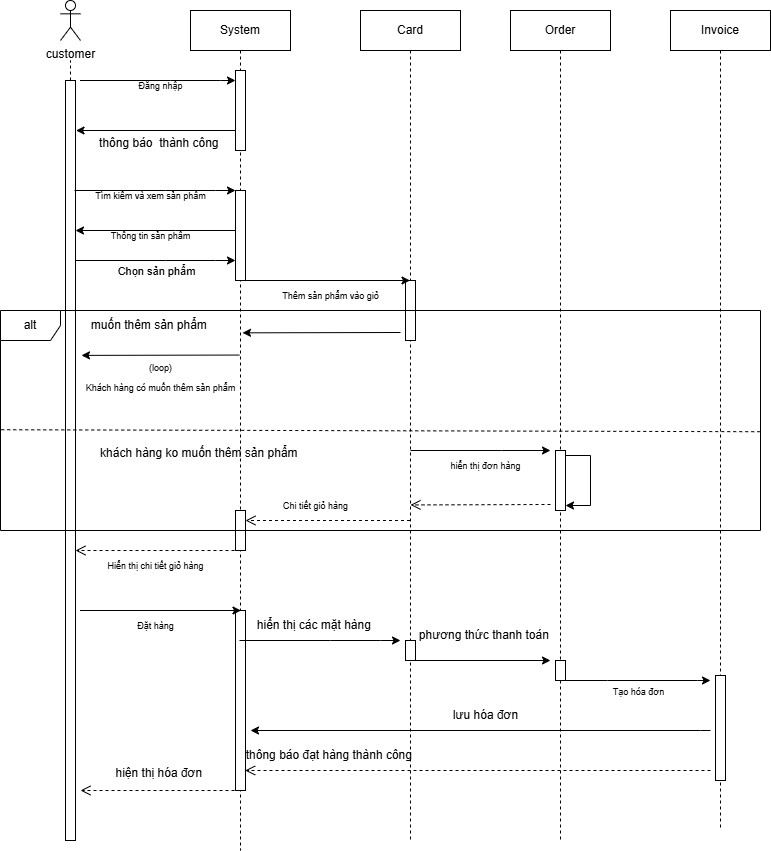 System
Card
Order
Invoice
customer
Đăng nhập
thông báo thành công
Tìm kiếm và xem sản phẩm
Thông tin sản phẩm
Chọn sản phẩm
Thêm sản phẩm vào giỏ
alt
muốn thêm sản phẩm
(loop)
Khách hàng có muốn thêm sản phẩm
khách hàng ko muốn thêm sản phẩm
hiển thị đơn hàng
Chi tiết giỏ hàng
Hiển thị chi tiết giỏ hàng
Đặt hàng
hiển thị các mặt hàng
phương thức thanh toán
Tạo hóa đơn
lưu hóa đơn
thông báo đạt hàng thành công
hiện thị hóa đơn